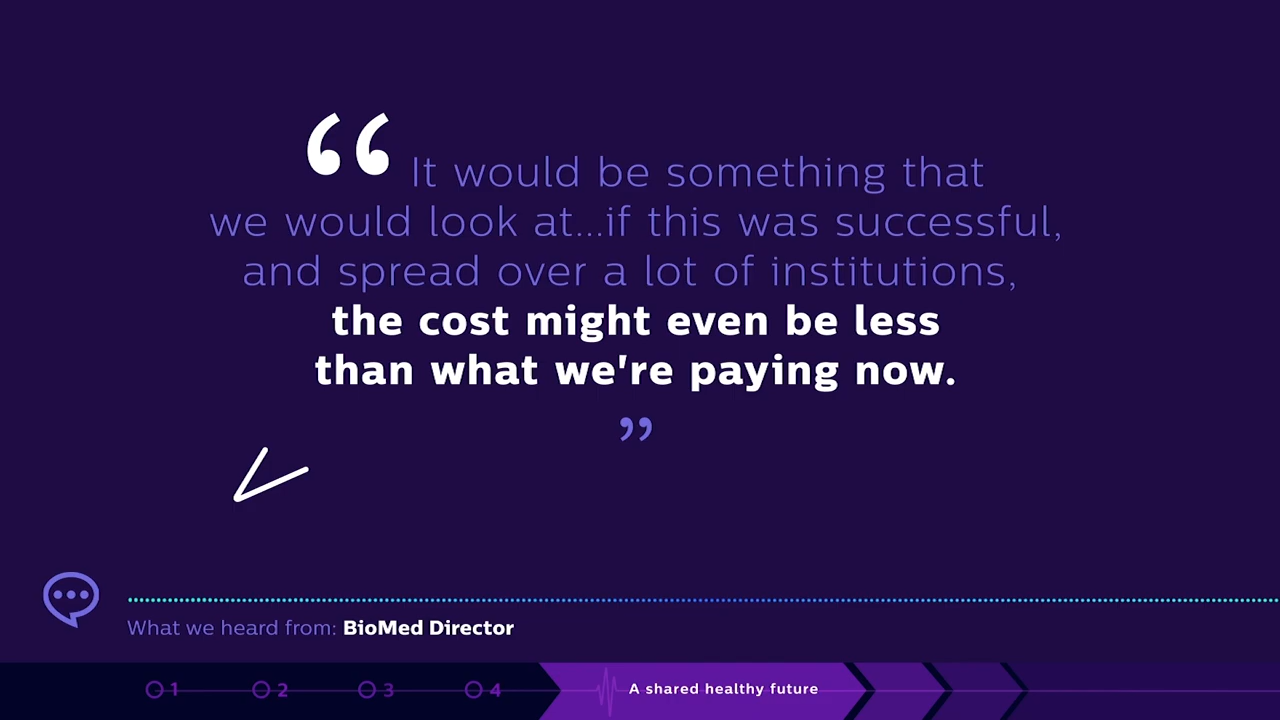 “ It would be something that
we would look at...if this was successful,
and spread over a lot of institutions,
the cost might even be less
than what we're paying now.
”
What we heard from: BioMed Director
1 2 3 4 A shared healthy future